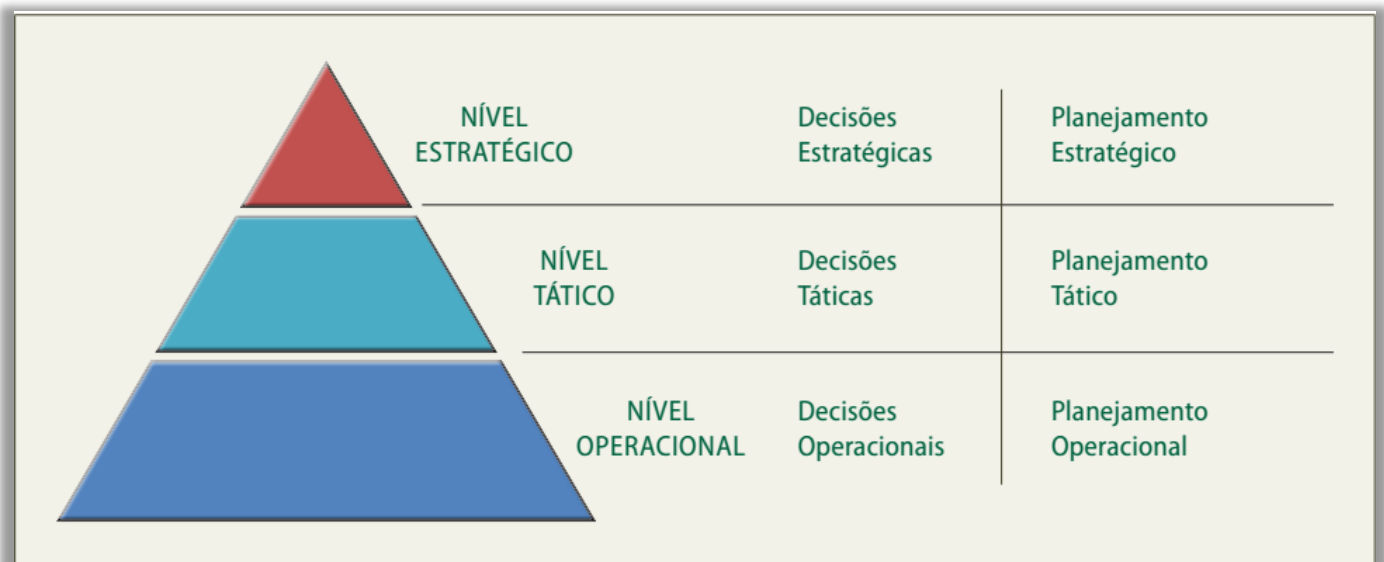 NÍVEL
ESTRATÉGICO
Decisões
Estratégicas
Planejamento
Estratégico
NÍVEL
TÁTICO
Decisões
Táticas
Planejamento
Tático
NÍVEL
OPERACIONAL
Decisões
Operacionais
Planejamento
Operacional